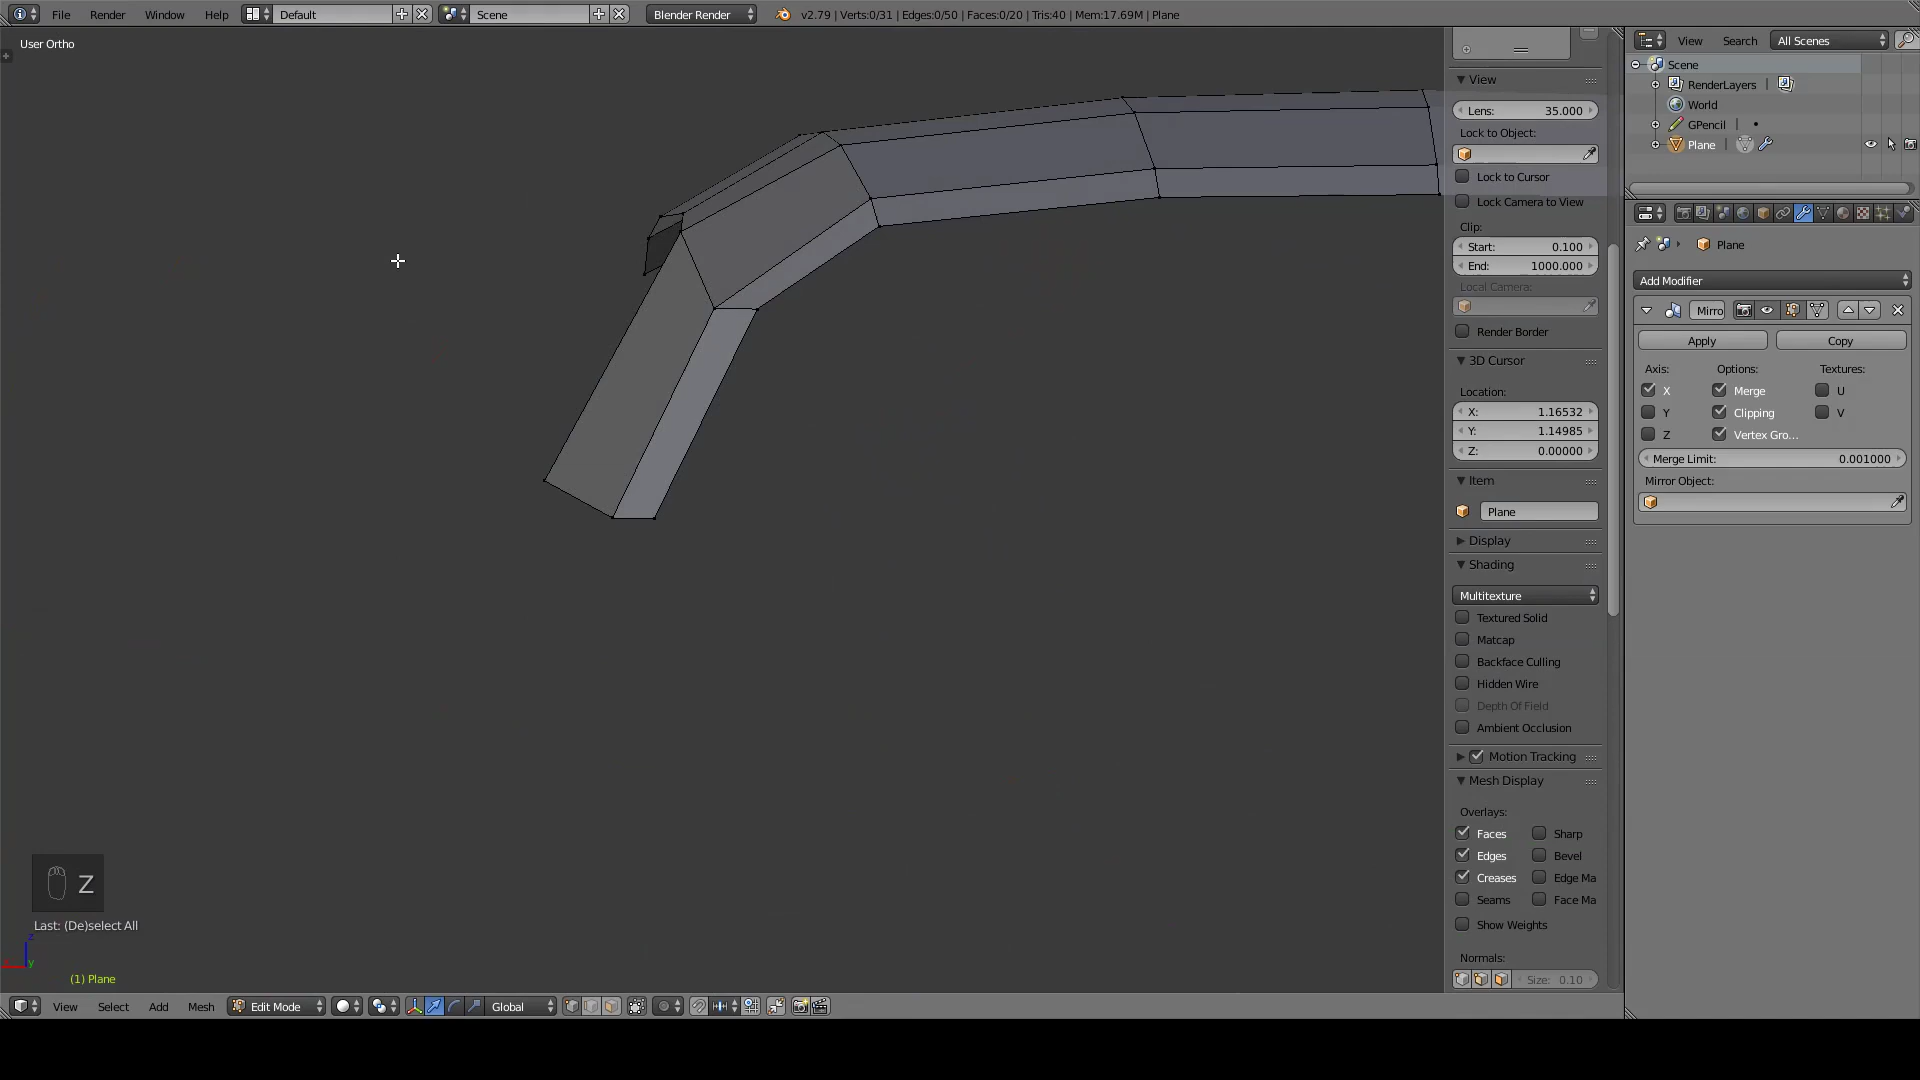 File Render Window Help Default Scene Blender Render v2.79 | Verts:0/31 | Edges:0/50 | Faces:0/20 | Tris:40 | Mem:17.69M | Plane
User Ortho
View
Lens: 35.000
Lock to Object:
Lock to Cursor
Lock Camera to View
Clip:
Start: 0.100
End: 1000.000
Local Camera:
Render Border
3D Cursor
Location:
X: 1.16532
Y: 1.14985
Z: 0.00000
Item
Plane
Display
Shading
Multitexture
Textured Solid
Matcap
Backface Culling
Hidden Wire
Depth Of Field
Ambient Occlusion
Motion Tracking
Mesh Display
Overlays:
Faces Sharp
Edges Bevel
Creases Edge Ma
Seams Face Ma
Show Weights
Normals:
Size: 0.10
View Search All Scenes
Scene
RenderLayers |
World
GPencil |
Plane |
Plane
Add Modifier
Mirro
Apply Copy
Axis: Options: Textures:
X Merge U
Y Clipping V
Z Vertex Gro...
Merge Limit: 0.001000
Mirror Object:
Z
Last: (De)select All
z
x y
(1) Plane
View Select Add Mesh Edit Mode Global